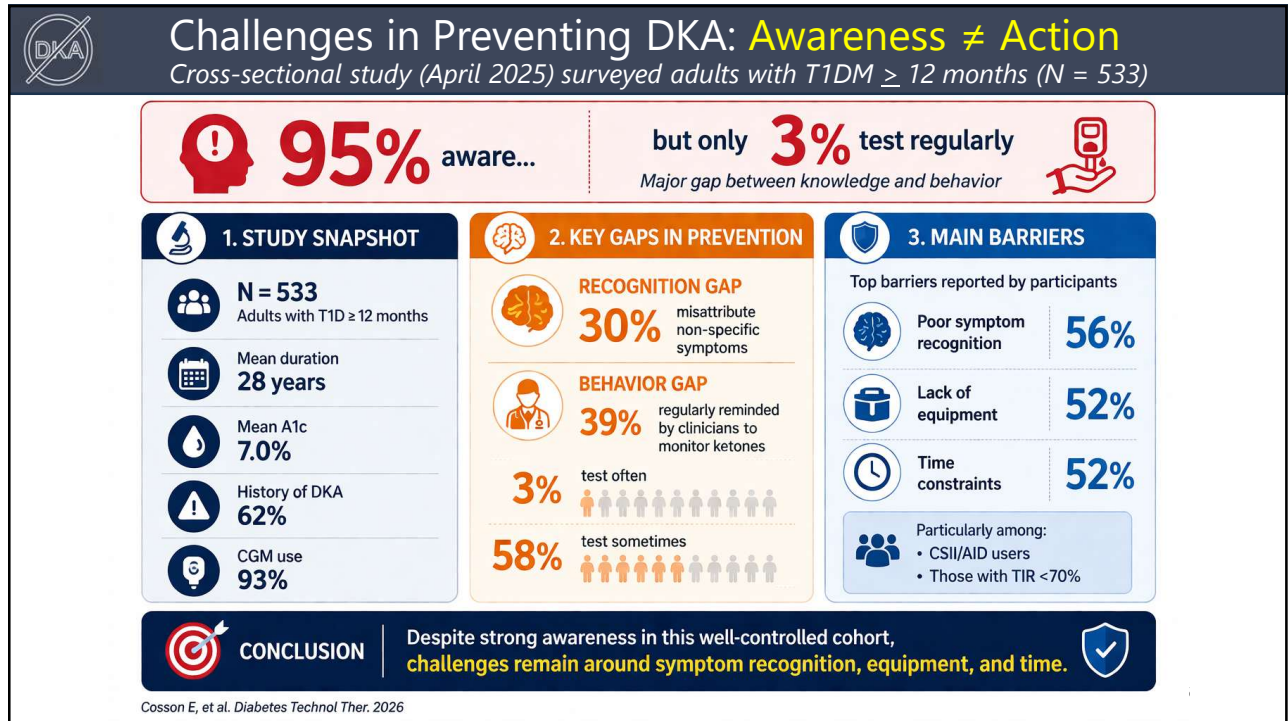 DKA
Challenges in Preventing DKA: Awareness ≠ Action
Cross-sectional study (April 2025) surveyed adults with T1DM ≥ 12 months (N = 533)
95% aware...
but only 3% test regularly
Major gap between knowledge and behavior
1. STUDY SNAPSHOT
N = 533
Adults with T1D ≥ 12 months
Mean duration
28 years
Mean A1c
7.0%
History of DKA
62%
CGM use
93%
2. KEY GAPS IN PREVENTION
RECOGNITION GAP
30% misattribute
non-specific
symptoms
BEHAVIOR GAP
39% regularly reminded
by clinicians to
monitor ketones
3% test often
58% test sometimes
3. MAIN BARRIERS
Top barriers reported by participants
Poor symptom
recognition
56%
Lack of
equipment
52%
Time
constraints
52%
Particularly among:
• CSII/AID users
• Those with TIR <70%
CONCLUSION
Despite strong awareness in this well-controlled cohort,
challenges remain around symptom recognition, equipment, and time.
Cosson E, et al. Diabetes Technol Ther. 2026